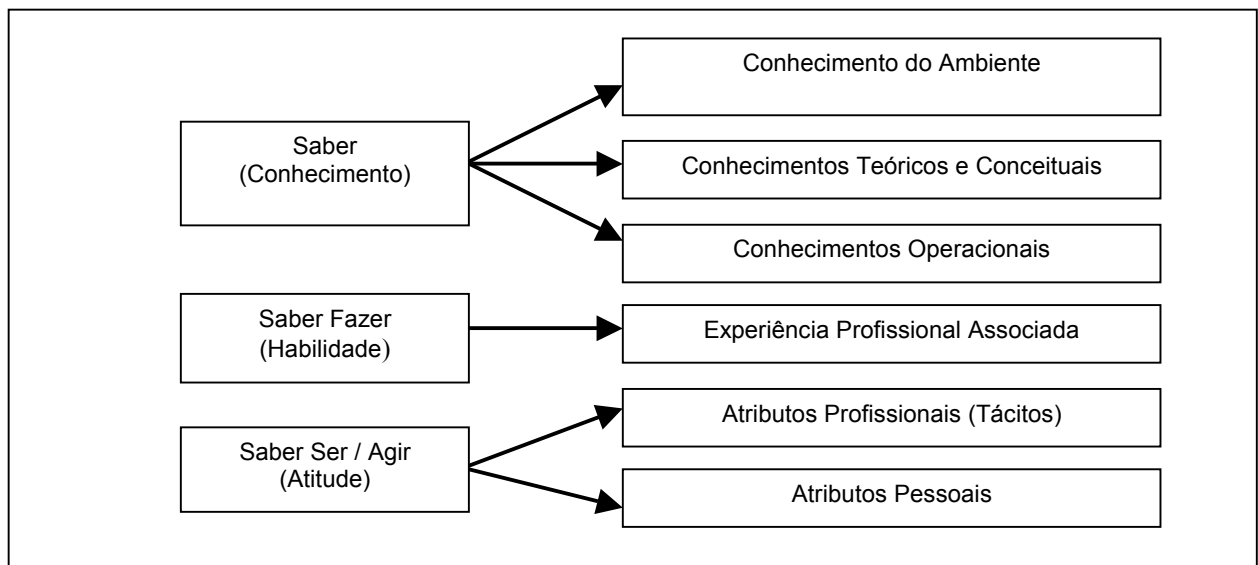 Saber
(Conhecimento)
Conhecimento do Ambiente
Conhecimentos Teóricos e Conceituais
Conhecimentos Operacionais
Saber Fazer
(Habilidade)
Experiência Profissional Associada
Saber Ser / Agir
(Atitude)
Atributos Profissionais (Tácitos)
Atributos Pessoais